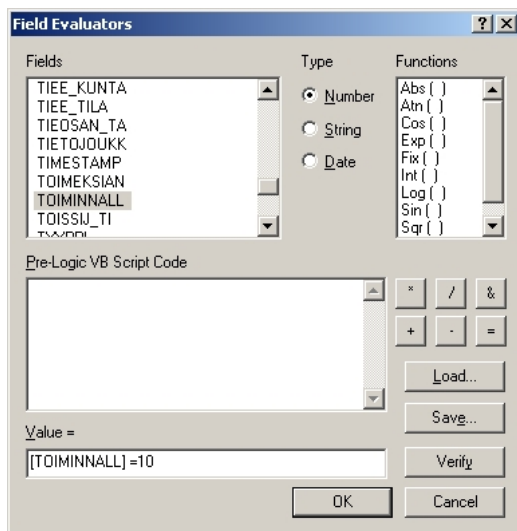 Field Evaluators
Fields
Type
Functions
TIEE_KUNTA
TIEE_TILA
TIEOSAN_TA
TIETOJOUKK
TIMESTAMP
TOIMEKSIAN
TOIMINNALL
TOISSIJ_TI
Number
String
Date
Abs ( )
Atn ( )
Cos ( )
Exp ( )
Fix ( )
Int ( )
Log ( )
Sin ( )
Sqr ( )
Pre-Logic VB Script Code
* / &
+ - =
Load...
Save...
Value =
[TOIMINNALL] =10
Verify
OK
Cancel